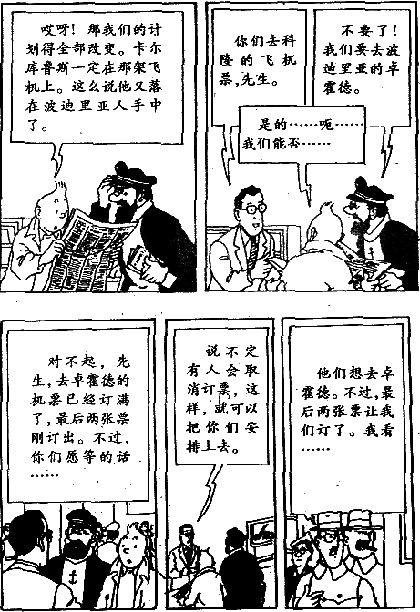 哎呀！那我们的计
划得全部改变。卡尔
库鲁斯一定在那架飞
机上。这么说他又落
在波迪里亚人手中
了。
你们去科
隆的飞机
票,先生。
不要了！
我们要去波
迪里亚的卓
霍德。
是的……呃……
我们能否……
对不起，先
生,去卓霍德的
机票已经订满
了,最后两张票
刚订出。不过,
你们愿等的话
……
说不定
有人会取
消订票，这
样，就可以
把你们安
排上去。
他们想去卓
霍德。不过,最
后两张票让我
们订了。我看
……